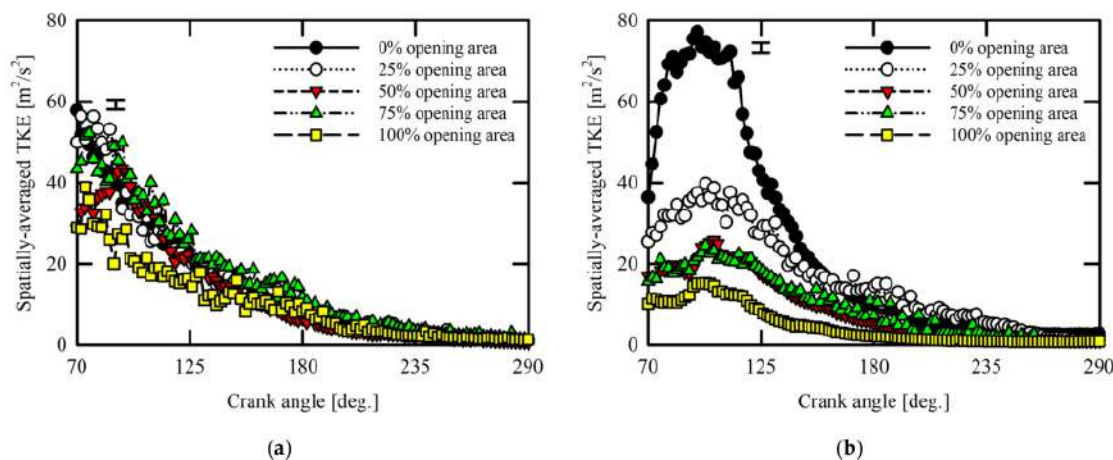 80
60
40
20
0
Spatially-averaged TKE [m²/s²]
0% opening area
25% opening area
50% opening area
75% opening area
100% opening area
70 125 180 235 290
Crank angle [deg.]
(a)
80
60
40
20
0
Spatially-averaged TKE [m²/s²]
0% opening area
25% opening area
50% opening area
75% opening area
100% opening area
70 125 180 235 290
Crank angle [deg.]
(b)